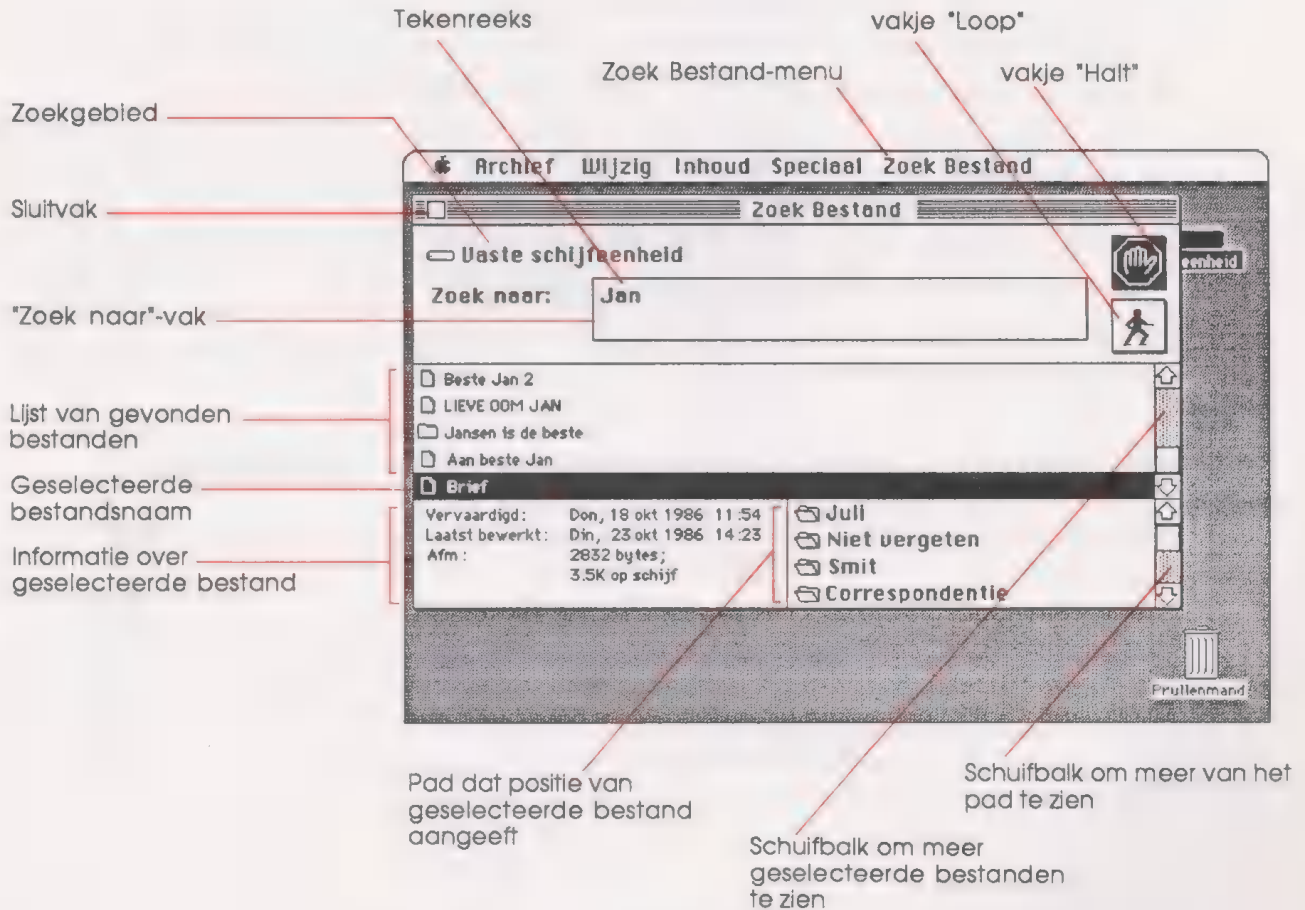 Tekenreeks
vakje "Loop"
Zoek Bestand-menu
vakje "Halt"
Zoekgebied
Archief Wijzig Inhoud Speciaal Zoek Bestand
Sluitvak
Zoek Bestand
Vaste schijfeenheid
eenheid
Zoek naar: Jan
"Zoek naar"-vak
Beste Jan 2
LIEVE OOM JAN
Jansen is de beste
Aan beste Jan
Lijst van gevonden
bestanden
Brief
Geselecteerde
bestandsnaam
Vervaardigd: Don, 18 okt 1986 11:54
Laatst bewerkt: Din, 23 okt 1986 14:23
Afm: 2832 bytes;
3.5K op schijf
Juli
Niet vergeten
Smit
Correspondentie
Informatie over
geselecteerde bestand
Prullenmand
Pad dat positie van
geselecteerde bestand
aangeeft
Schuifbalk om meer
geselecteerde bestanden
te zien
Schuifbalk om meer van het
pad te zien